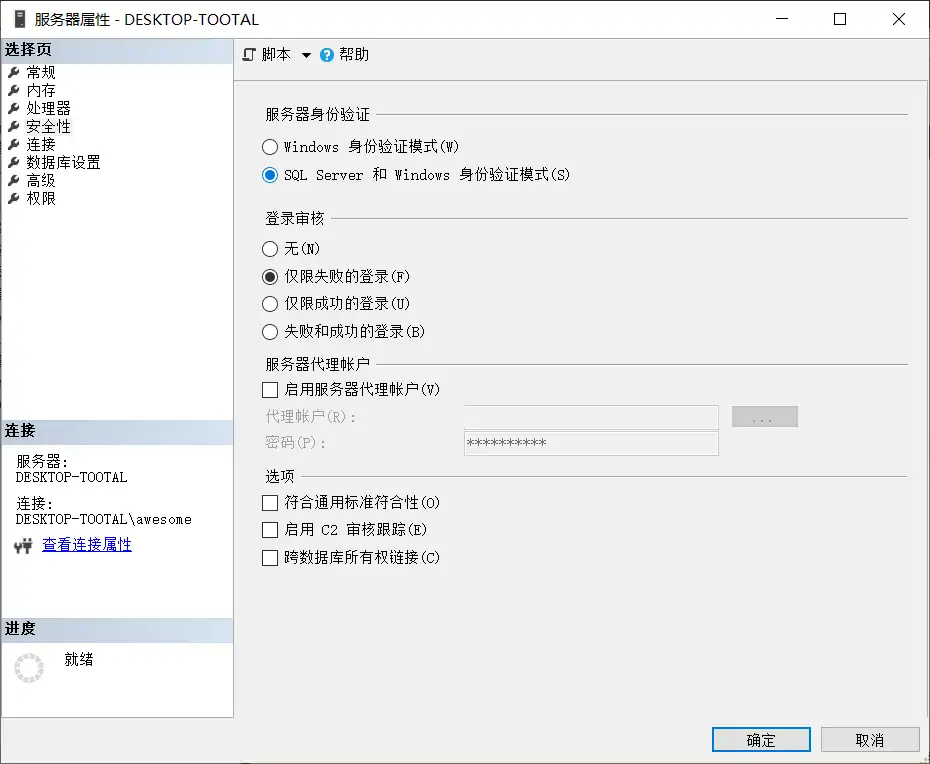 服务器属性 - DESKTOP-TOOTAL
选择页
常规
内存
处理器
安全性
连接
数据库设置
高级
权限
连接
服务器:
DESKTOP-TOOTAL
连接:
DESKTOP-TOOTAL\awesome
查看连接属性
进度
就绪
脚本 帮助
服务器身份验证
Windows 身份验证模式(W)
SQL Server 和 Windows 身份验证模式(S)
登录审核
无(N)
仅限失败的登录(F)
仅限成功的登录(U)
失败和成功的登录(B)
服务器代理帐户
启用服务器代理帐户(V)
代理帐户(R): ...
密码(P): **********
选项
符合通用标准符合性(O)
启用 C2 审核跟踪(E)
跨数据库所有权链接(C)
确定 取消